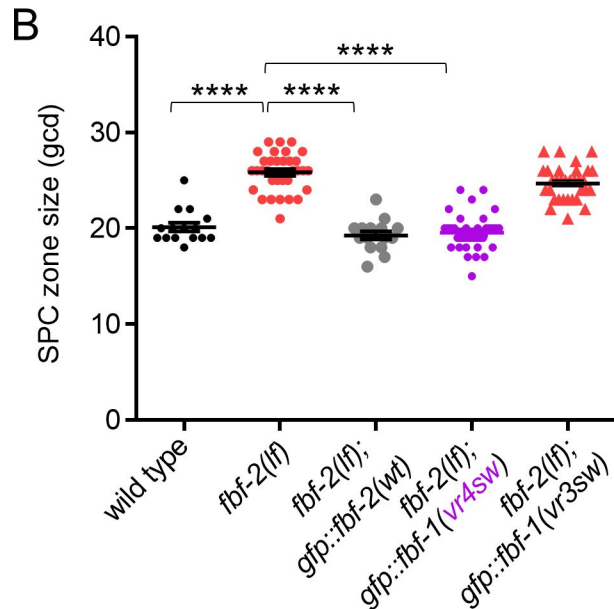 B
SPC zone size (gcd)
40
30
20
10
0
****
****
****
wild type
fbf-2(lf)
fbf-2(lf);
gfp::fbf-2(wt)
fbf-2(lf);
gfp::fbf-1(vr4sw)
fbf-2(lf);
gfp::fbf-1(vr3sw)